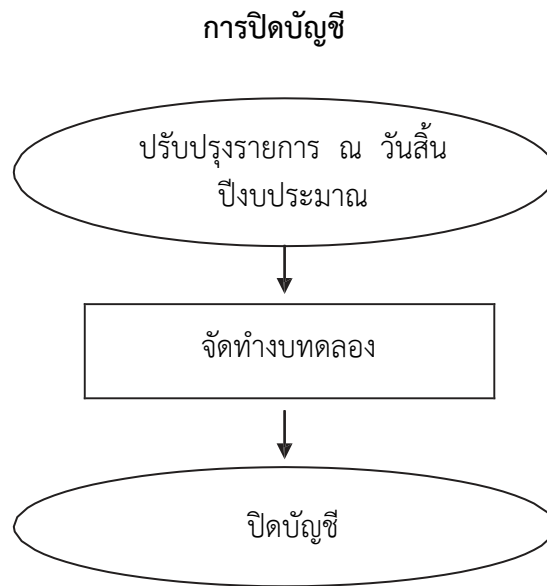 การปิดบัญชี
ปรับปรุงรายการ ณ วันสิ้น
ปีงบประมาณ
จัดทำงบทดลอง
ปิดบัญชี